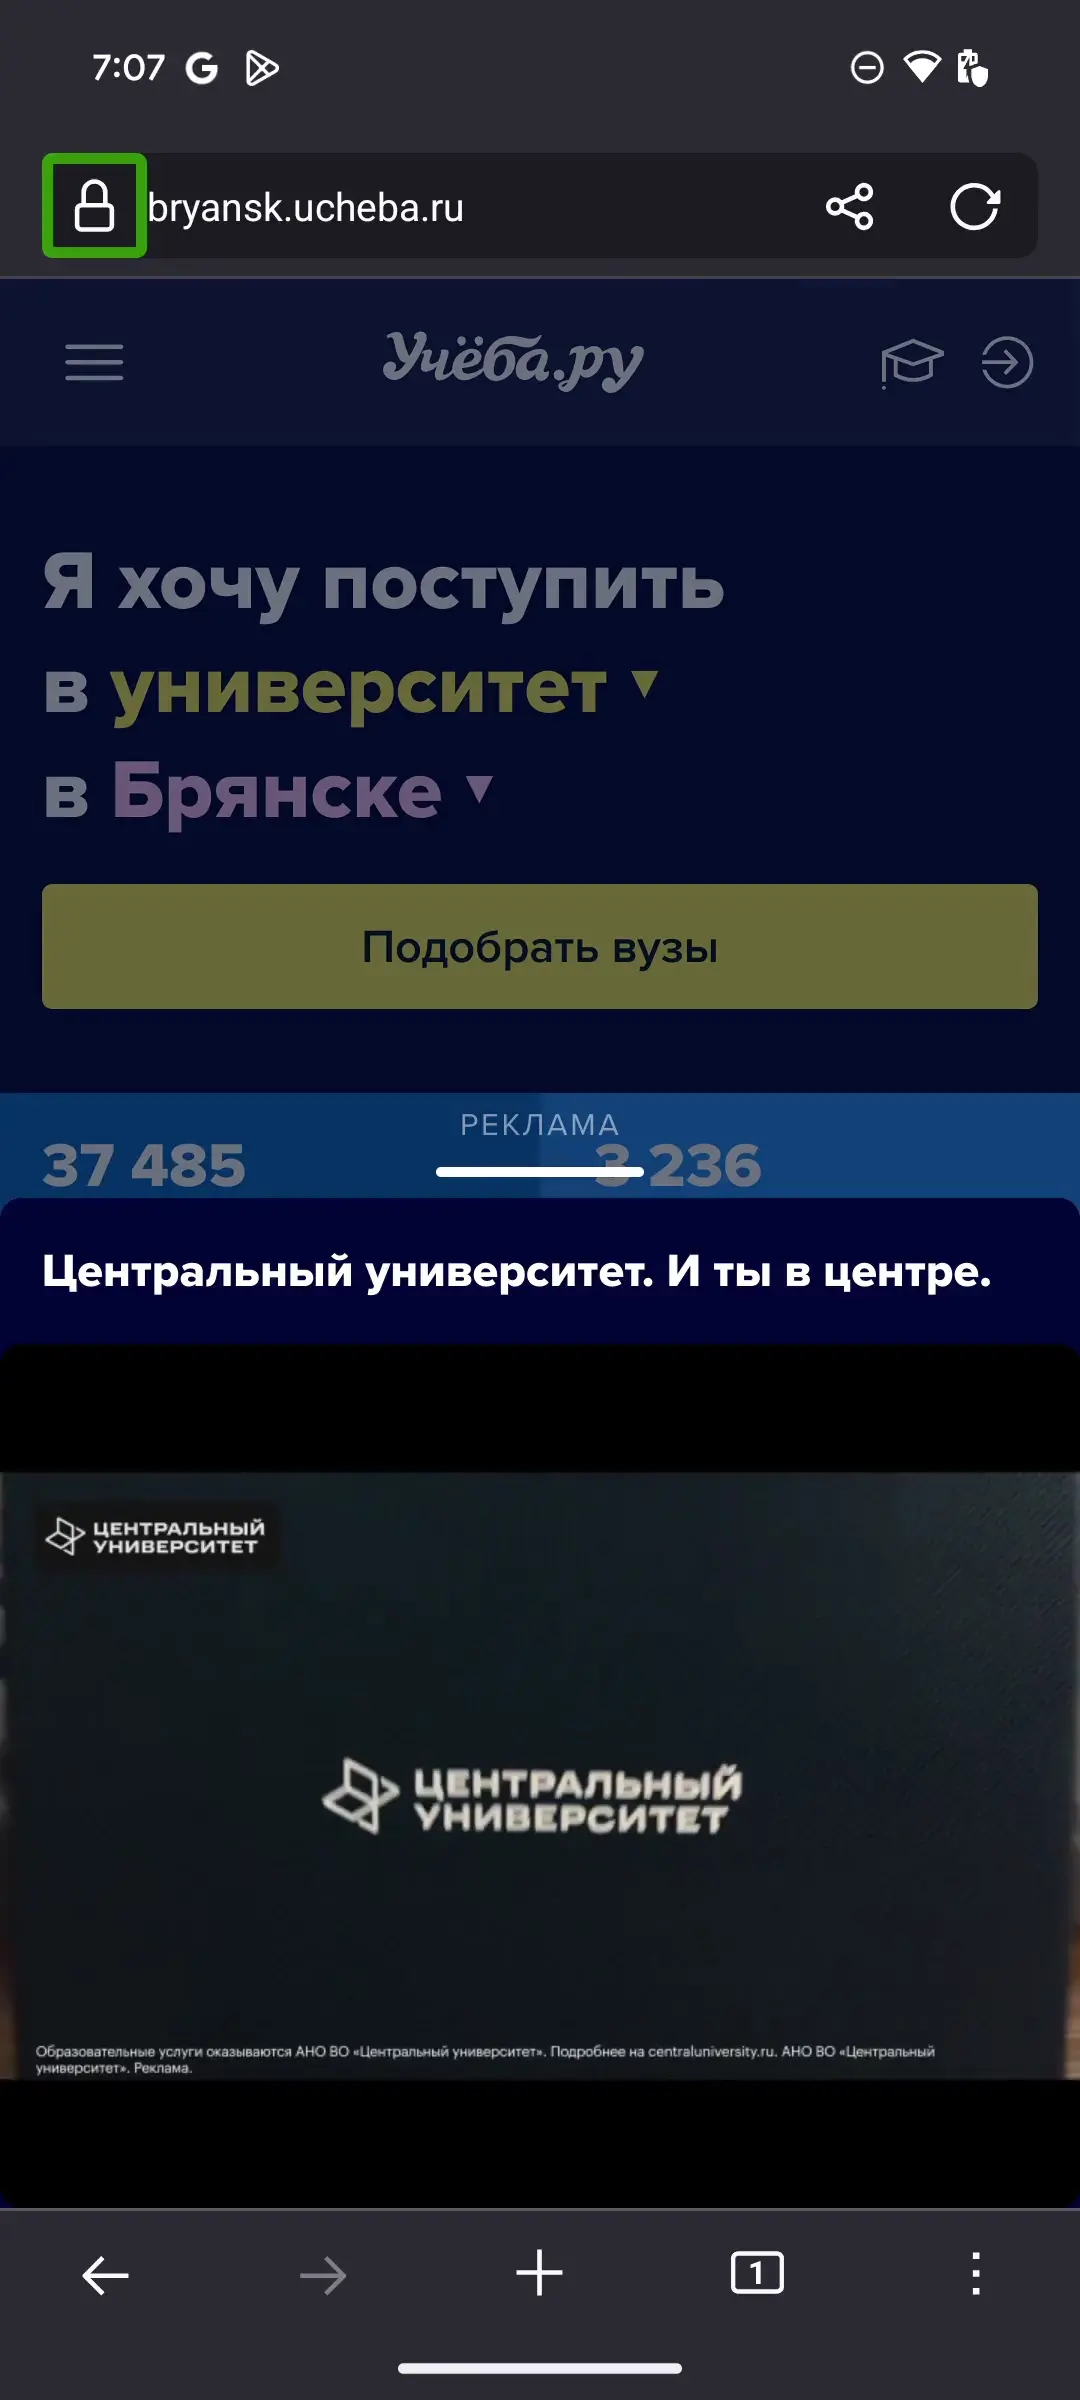 7:07
bryansk.ucheba.ru
Учёба.ру
Я хочу поступить
в университет ▼
в Брянске ▼
Подобрать вузы
РЕКЛАМА
37 485 3 236
Центральный университет. И ты в центре.
ЦЕНТРАЛЬНЫЙ
УНИВЕРСИТЕТ
ЦЕНТРАЛЬНЫЙ
УНИВЕРСИТЕТ
Образовательные услуги оказываются АНО ВО «Центральный университет». Подробнее на centraluniversity.ru. АНО ВО «Центральный
университет». Реклама.
1